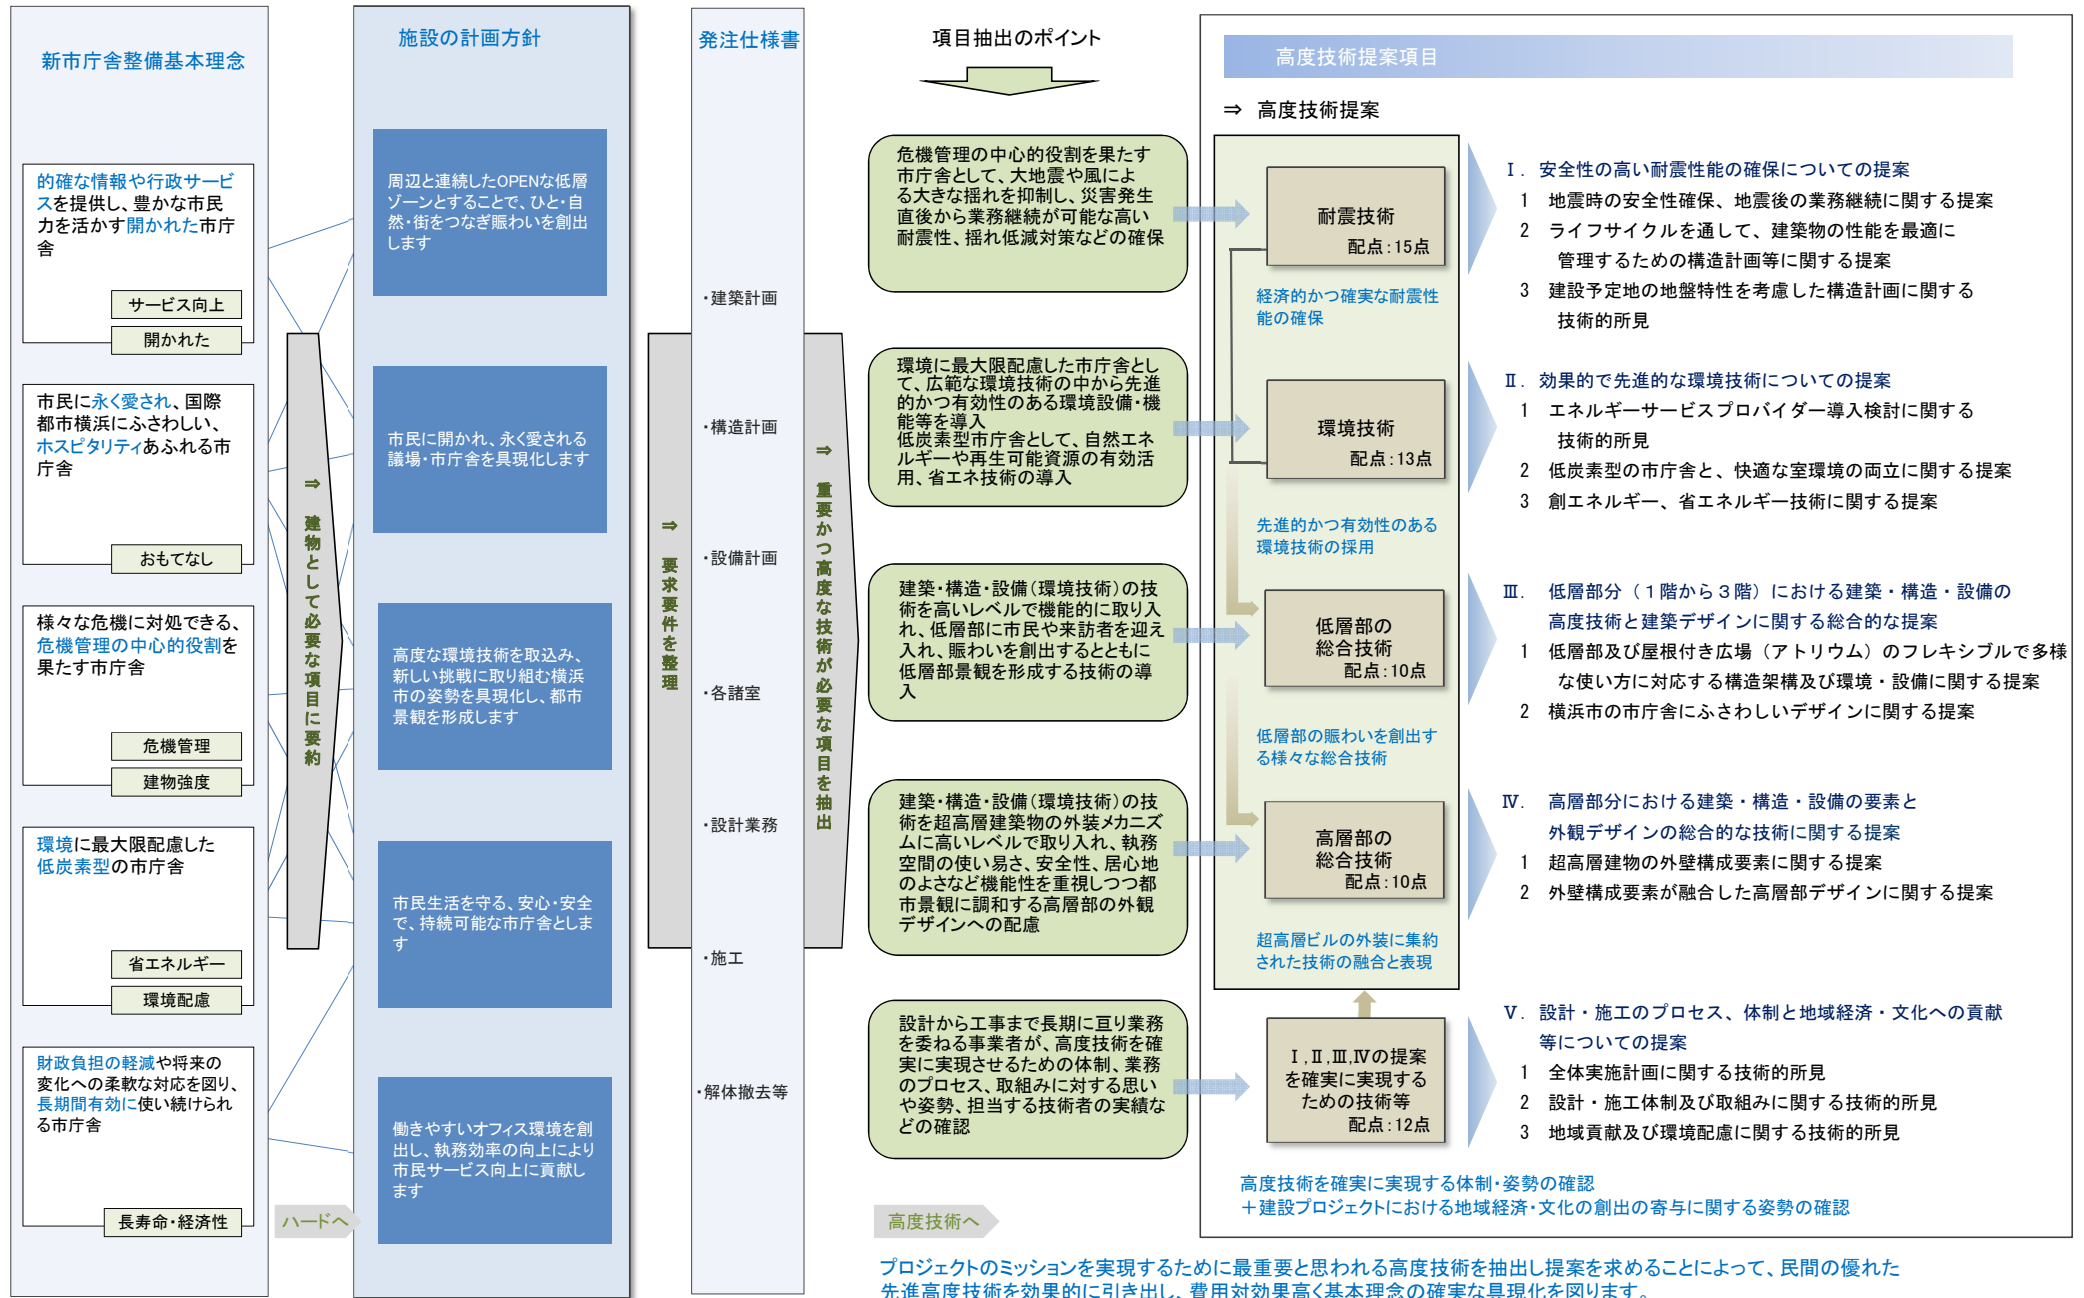 新市庁舎整備基本理念
的確な情報や行政サービ
スを提供し、豊かな市民
力を活かす開かれた市庁
舎
サービス向上
開かれた
市民に永く愛され、国際
都市横浜にふさわしい、
ホスピタリティあふれる市
庁舎
おもてなし
様々な危機に対処できる、
危機管理の中心的役割を
果たす市庁舎
危機管理
建物強度
環境に最大限配慮した
低炭素型の市庁舎
省エネルギー
環境配慮
財政負担の軽減や将来の
変化への柔軟な対応を図り、
長期間有効に使い続けられ
る市庁舎
長寿命・経済性
⇒ 建物として必要な項目に要約
ハードへ
施設の計画方針
周辺と連続したOPENな低層
ゾーンとすることで、ひと・自
然・街をつなぎ賑わいを創出
します
市民に開かれ、永く愛される
議場・市庁舎を具現化します
高度な環境技術を取込み、
新しい挑戦に取り組む横浜
市の姿勢を具現化し、都市
景観を形成します
市民生活を守る、安心・安全
で、持続可能な市庁舎としま
す
働きやすいオフィス環境を創
出し、執務効率の向上により
市民サービス向上に貢献し
ます
⇒ 要求要件を整理
発注仕様書
・建築計画
・構造計画
・設備計画
・各諸室
・設計業務
・施工
・解体撤去等
⇒ 重要かつ高度な技術が必要な項目を抽出
項目抽出のポイント
危機管理の中心的役割を果たす
市庁舎として、大地震や風によ
る大きな揺れを抑制し、災害発生
直後から業務継続が可能な高い
耐震性、揺れ低減対策などの確保
環境に最大限配慮した市庁舎とし
て、広範な環境技術の中から先進
的かつ有効性のある環境設備・機
能等を導入
低炭素型市庁舎として、自然エネ
ルギーや再生可能資源の有効活
用、省エネ技術の導入
建築・構造・設備（環境技術）の技
術を高いレベルで機能的に取り入
れ、低層部に市民や来訪者を迎え
入れ、賑わいを創出するとともに
低層部景観を形成する技術の導
入
建築・構造・設備（環境技術）の技
術を超高層建築物の外装メカニズ
ムに高いレベルで取り入れ、執務
空間の使い易さ、安全性、居心地
のよさなど機能性を重視しつつ都
市景観に調和する高層部の外観
デザインへの配慮
設計から工事まで長期に亘り業務
を委ねる事業者が、高度技術を確
実に実現させるための体制、業務
のプロセス、取組みに対する思い
や姿勢、担当する技術者の実績な
どの確認
高度技術へ
高度技術提案項目
⇒ 高度技術提案
耐震技術
配点：15点
経済的かつ確実な耐震性
能の確保
環境技術
配点：13点
先進的かつ有効性のある
環境技術の採用
低層部の
総合技術
配点：10点
低層部の賑わいを創出す
る様々な総合技術
高層部の
総合技術
配点：10点
超高層ビルの外装に集約
された技術の融合と表現
Ⅰ,Ⅱ,Ⅲ,Ⅳの提案
を確実に実現する
ための技術等
配点：12点
Ⅰ．安全性の高い耐震性能の確保についての提案
1 地震時の安全性確保、地震後の業務継続に関する提案
2 ライフサイクルを通して、建築物の性能を最適に
管理するための構造計画等に関する提案
3 建設予定地の地盤特性を考慮した構造計画に関する
技術的所見
Ⅱ．効果的で先進的な環境技術についての提案
1 エネルギーサービスプロバイダー導入検討に関する
技術的所見
2 低炭素型の市庁舎と、快適な室環境の両立に関する提案
3 創エネルギー、省エネルギー技術に関する提案
Ⅲ．低層部分（１階から３階）における建築・構造・設備の
高度技術と建築デザインに関する総合的な提案
1 低層部及び屋根付き広場（アトリウム）のフレキシブルで多様
な使い方に対応する構造架構及び環境・設備に関する提案
2 横浜市の市庁舎にふさわしいデザインに関する提案
Ⅳ．高層部分における建築・構造・設備の要素と
外観デザインの総合的な技術に関する提案
1 超高層建物の外壁構成要素に関する提案
2 外壁構成要素が融合した高層部デザインに関する提案
Ⅴ．設計・施工のプロセス、体制と地域経済・文化への貢献
等についての提案
1 全体実施計画に関する技術的所見
2 設計・施工体制及び取組みに関する技術的所見
3 地域貢献及び環境配慮に関する技術的所見
高度技術を確実に実現する体制・姿勢の確認
＋建設プロジェクトにおける地域経済・文化の創出の寄与に関する姿勢の確認
プロジェクトのミッションを実現するために最重要と思われる高度技術を抽出し提案を求めることによって、民間の優れた
先進高度技術を効果的に引き出し、費用対効果高く基本理念の確実な具現化を図ります。